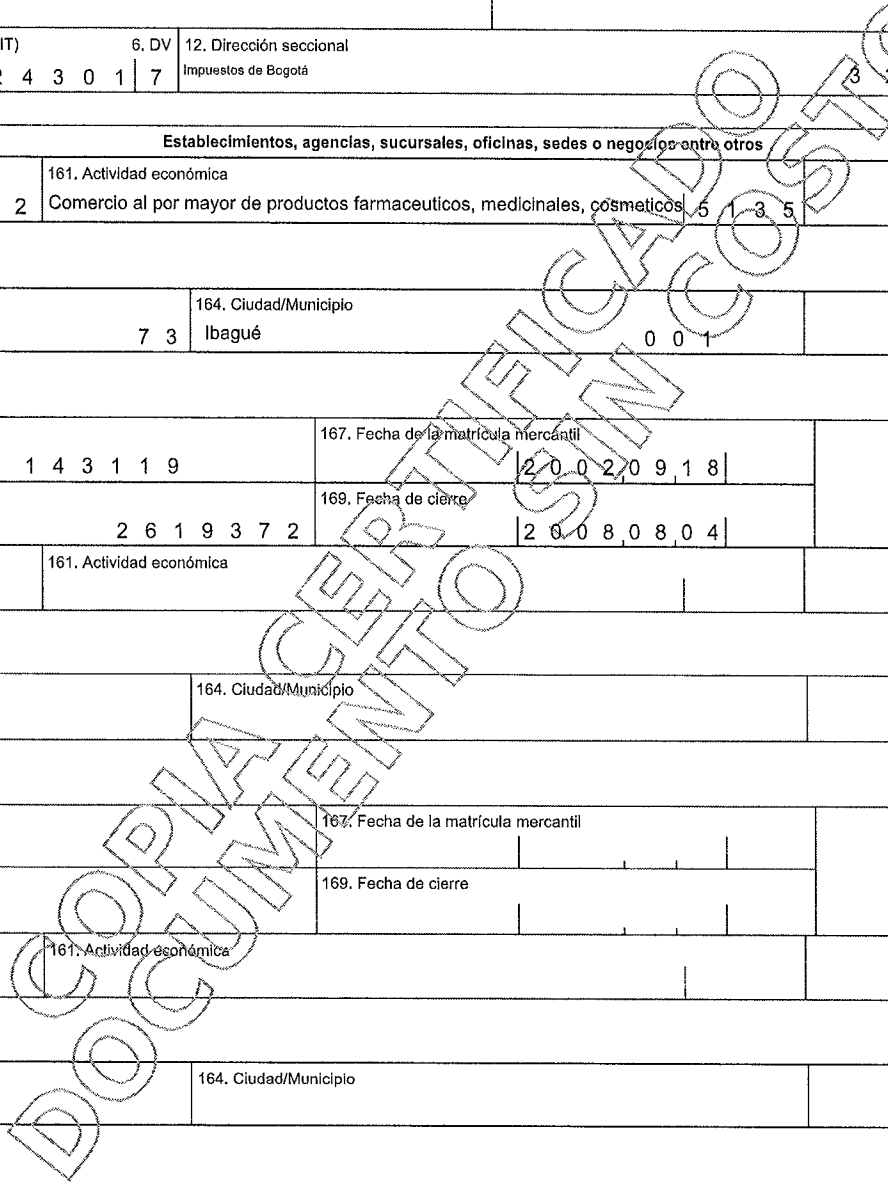 IT) 6. DV 12. Dirección seccional
2 4 3 0 1 7 Impuestos de Bogotá 3
Establecimientos, agencias, sucursales, oficinas, sedes o negocios entre otros
161. Actividad económica
2 Comercio al por mayor de productos farmaceuticos, medicinales, cosmeticos 5 1 3 5
164. Ciudad/Municipio
7 3 Ibagué 0 0 1
167. Fecha de la matrícula mercantil
1 4 3 1 1 9 2 0 0 2 0 9 1 8
169. Fecha de cierre
2 6 1 9 3 7 2 2 0 0 8 0 8 0 4
161. Actividad económica
164. Ciudad/Municipio
167. Fecha de la matrícula mercantil
169. Fecha de cierre
161. Actividad económica
164. Ciudad/Municipio
COPIA CERTIFICADO
DOCUMENTO SIN COSTO